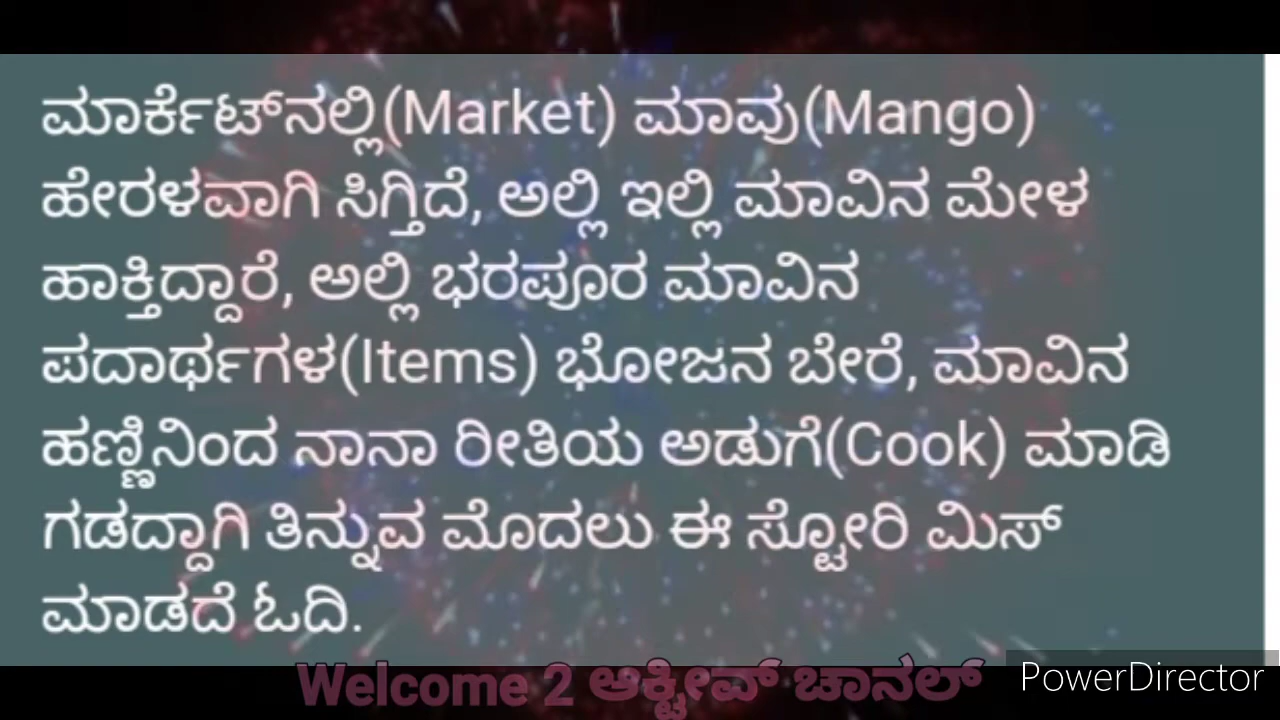 ಮಾರ್ಕೆಟ್‌ನಲ್ಲಿ(Market) ಮಾವು(Mango)
ಹೇರಳವಾಗಿ ಸಿಗ್ತಿದೆ, ಅಲ್ಲಿ ಇಲ್ಲಿ ಮಾವಿನ ಮೇಳ
ಹಾಕ್ತಿದ್ದಾರೆ, ಅಲ್ಲಿ ಭರಪೂರ ಮಾವಿನ
ಪದಾರ್ಥಗಳ(Items) ಭೋಜನ ಬೇರೆ, ಮಾವಿನ
ಹಣ್ಣಿನಿಂದ ನಾನಾ ರೀತಿಯ ಅಡುಗೆ(Cook) ಮಾಡಿ
ಗಡದ್ದಾಗಿ ತಿನ್ನುವ ಮೊದಲು ಈ ಸ್ಟೋರಿ ಮಿಸ್
ಮಾಡದೆ ಓದಿ.
Welcome 2 ಆಕ್ಟೀವ್ ಚಾನಲ್
PowerDirector